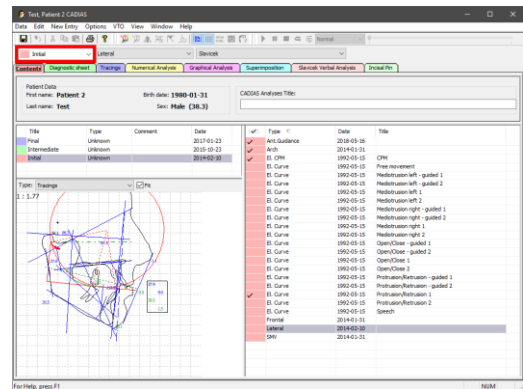 Test, Patient 2 CADIAS
Data Edit New Entry Options VTO View Window Help
Normal
Initial Lateral Slavicek
Contents Diagnostic sheet Tracings Numerical Analysis Graphical Analysis Superimposition Slavicek Verbal Analysis Incisal Pin
Patient Data
First name: Patient 2 Birth date: 1980-01-31
Last name: Test Sex: Male (38.3)
CADIAS Analyses Title:
Title Type Comment Date
Final Unknown 2017-01-23
Intermediate Unknown 2015-10-23
Initial Unknown 2014-02-10
Type: Tracings Fit
1 : 1.77
Type Date Title
Ant.Guidance 2018-05-16
Arch 2014-01-31
El. CPM 1992-05-15 CPM
El. Curve 1992-05-15 Free movement
El. Curve 1992-05-15 Mediotrusion left - guided 1
El. Curve 1992-05-15 Mediotrusion left - guided 2
El. Curve 1992-05-15 Mediotrusion left 1
El. Curve 1992-05-15 Mediotrusion left 2
El. Curve 1992-05-15 Mediotrusion right - guided 1
El. Curve 1992-05-15 Mediotrusion right - guided 2
El. Curve 1992-05-15 Mediotrusion right 1
El. Curve 1992-05-15 Mediotrusion right 2
El. Curve 1992-05-15 Open/Close - guided 1
El. Curve 1992-05-15 Open/Close - guided 2
El. Curve 1992-05-15 Open/Close 1
El. Curve 1992-05-15 Open/Close 2
El. Curve 1992-05-15 Protrusion/Retrusion - guided 1
El. Curve 1992-05-15 Protrusion/Retrusion - guided 2
El. Curve 1992-05-15 Protrusion/Retrusion 1
El. Curve 1992-05-15 Protrusion/Retrusion 2
El. Curve 1992-05-15 Speech
Frontal 2014-01-31
Lateral 2014-02-10
SMV 2014-01-31
For Help, press F1 NUM